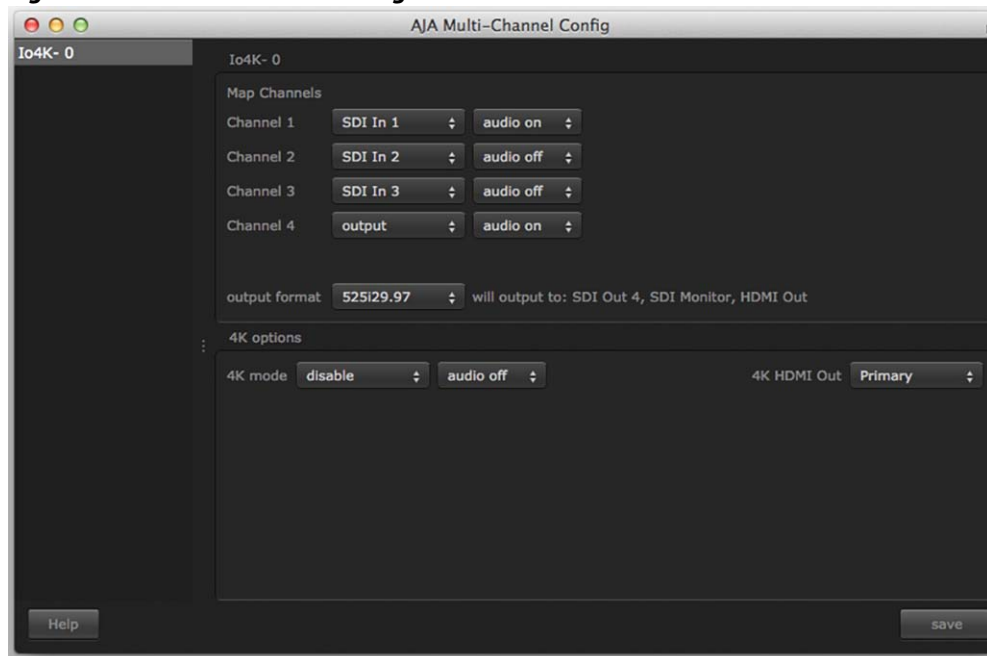 AJA Multi-Channel Config
Io4K- 0
Io4K- 0
Map Channels
Channel 1 SDI In 1 audio on
Channel 2 SDI In 2 audio off
Channel 3 SDI In 3 audio off
Channel 4 output audio on
output format 525i29.97 will output to: SDI Out 4, SDI Monitor, HDMI Out
4K options
4K mode disable audio off 4K HDMI Out Primary
Help save